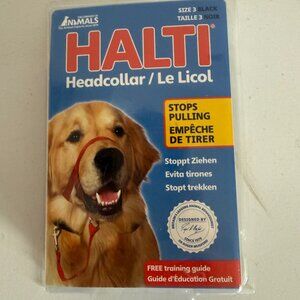 ANIMALS
SIZE 3 BLACK
TAILLE 3 NOIR
HALTI
Headcollar / Le Licol
STOPS
PULLING
EMPÊCHE
DE TIRER
Stoppt Ziehen
Evita tirones
Stopt trekken
DESIGNED BY
FREE training guide
Guide d'Éducation Gratuit